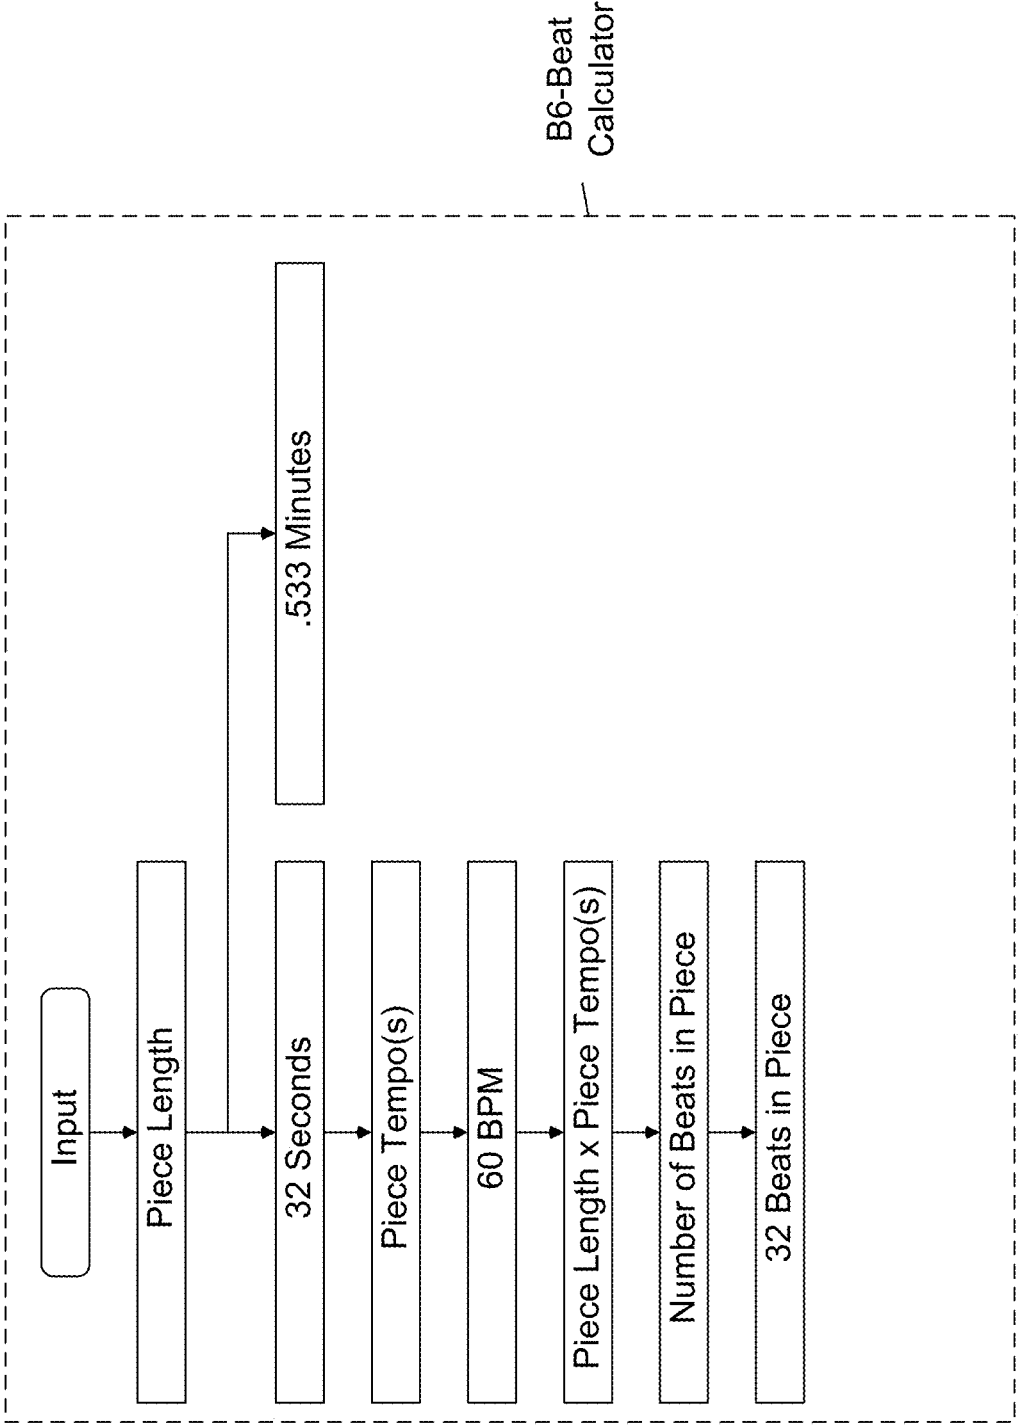 Input
Piece Length
32 Seconds
.533 Minutes
Piece Tempo(s)
60 BPM
Piece Length x Piece Tempo(s)
Number of Beats in Piece
32 Beats in Piece
B6-Beat
Calculator